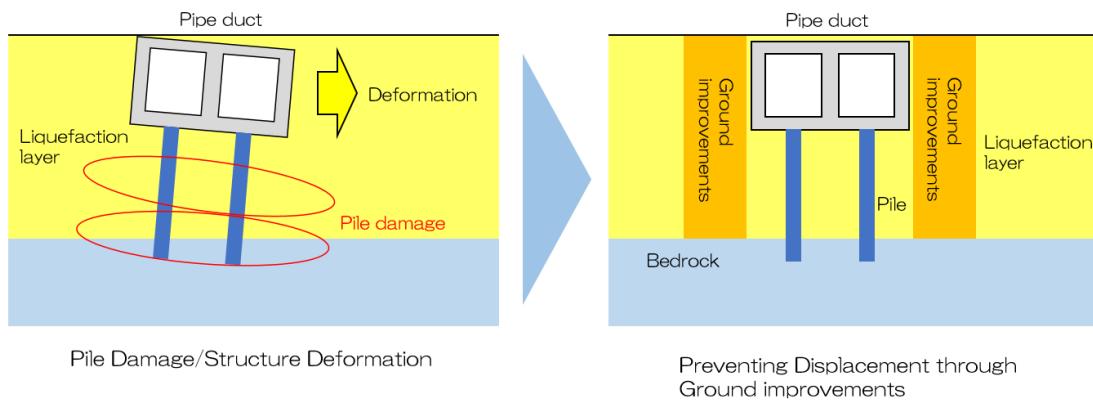 Pipe duct
Deformation
Liquefaction
layer
Pile damage
Pile Damage/Structure Deformation
Pipe duct
Ground
improvements
Ground
improvements
Liquefaction
layer
Pile
Bedrock
Preventing Displacement through
Ground improvements